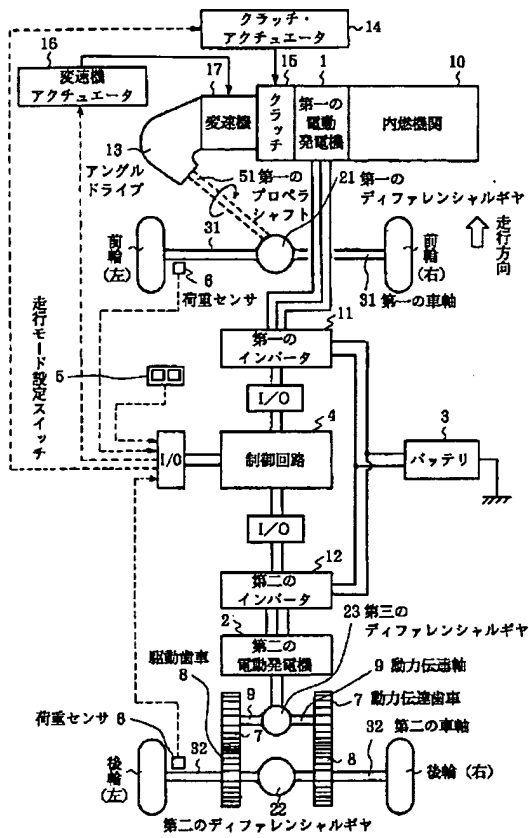 クラッチ・
アクチュエータ
14
16
変速機
アクチュエータ
17
15
1
10
変速機
クラッチ
第一の
電動
発電機
内燃機関
13
アングル
ドライブ
51 第一の
プロペラ
シャフト
21 第一の
ディファレンシャルギヤ
走行方向
前輪
(左)
31
6
荷重センサ
前輪
(右)
31 第一の車軸
11
第一の
インバータ
走行モード設定スイッチ
5
I/O
4
I/O
制御回路
3
バッテリ
I/O
12
第二の
インバータ
2
第二の
電動発電機
23 第三の
ディファレンシャルギヤ
駆動歯車
8
9
9 動力伝達軸
7 動力伝達歯車
7
荷重センサ 6
32
8
32 第二の車軸
後輪
(左)
22
後輪(右)
第二のディファレンシャルギヤ